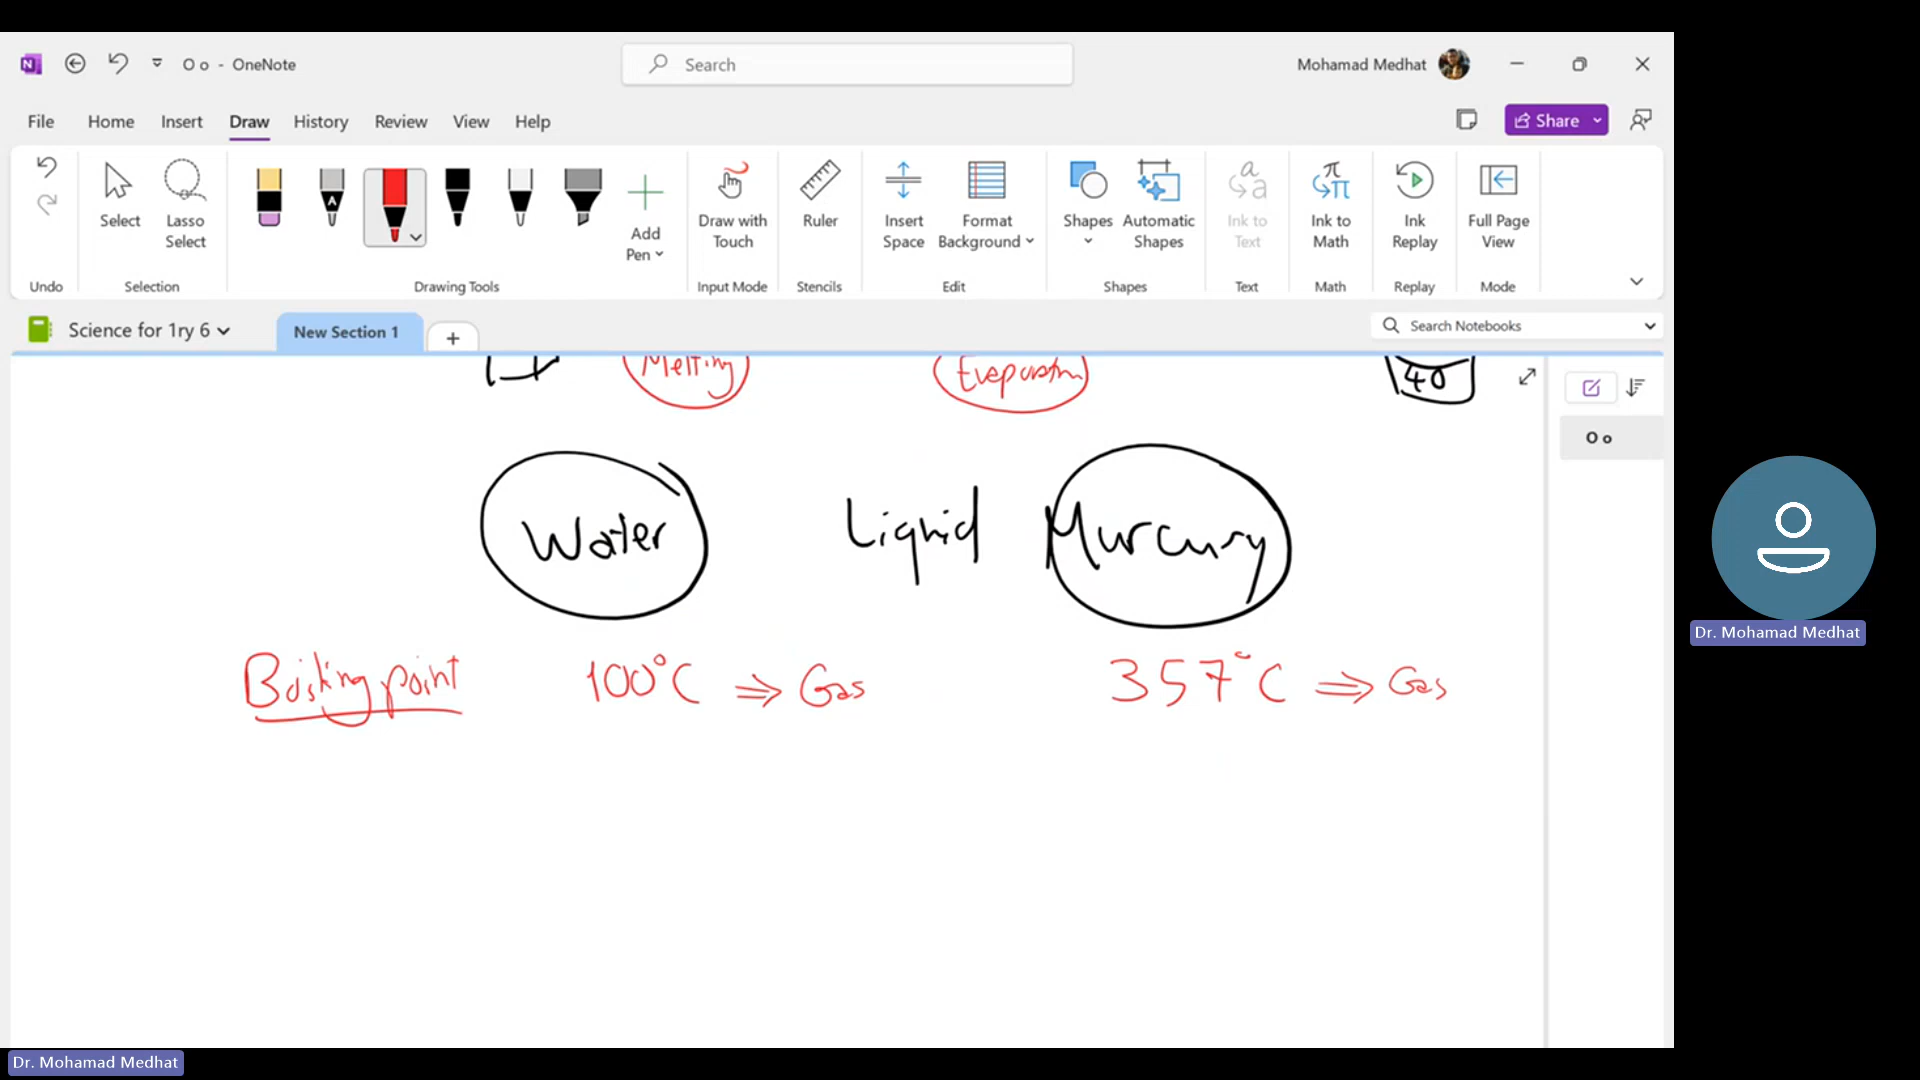 O o - OneNote
Search
Mohamad Medhat
File Home Insert Draw History Review View Help
Share
Select
Lasso Select
A
Add Pen
Draw with Touch
Ruler
Insert Space
Format Background
Shapes
Automatic Shapes
Ink to Text
Ink to Math
Ink Replay
Full Page View
Undo Selection Drawing Tools Input Mode Stencils Edit Shapes Text Math Replay Mode
Science for 1ry 6
New Section 1
Search Notebooks
Melting Evaporatn 40
O o
Water Liquid Murcury
Dr. Mohamad Medhat
Boisking point 100°C ⇒ Gas 357°C ⇒ Gas
Dr. Mohamad Medhat